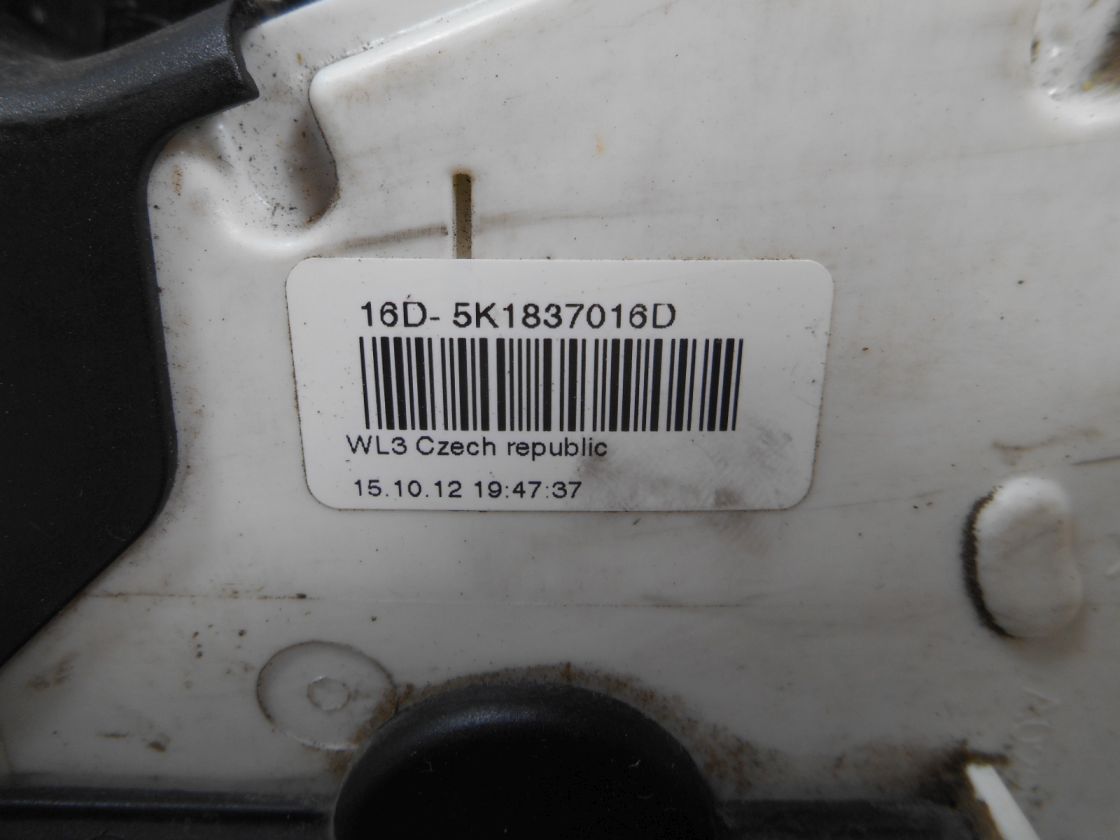 16D- 5K1837016D
WL3 Czech republic
15.10.12 19:47:37